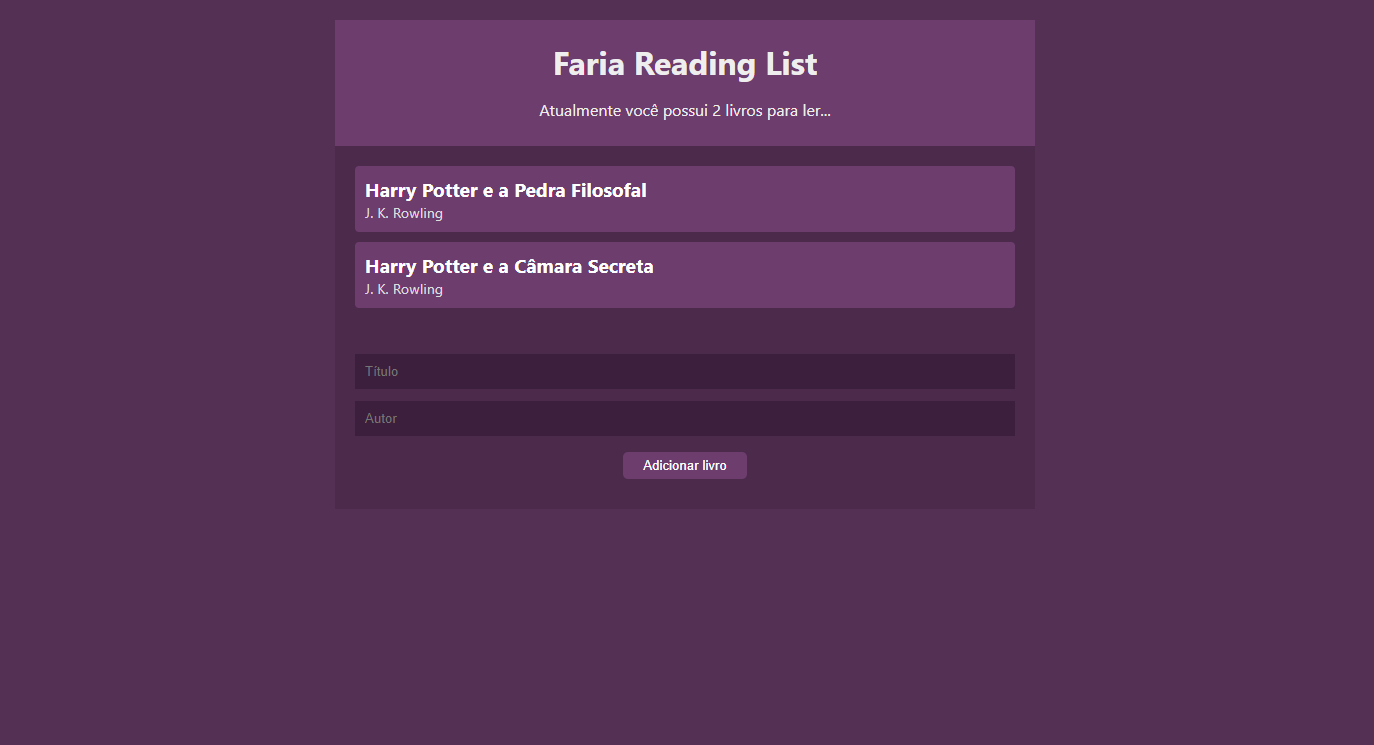 Faria Reading List
Atualmente você possui 2 livros para ler...
Harry Potter e a Pedra Filosofal
J. K. Rowling
Harry Potter e a Câmara Secreta
J. K. Rowling
Título
Autor
Adicionar livro